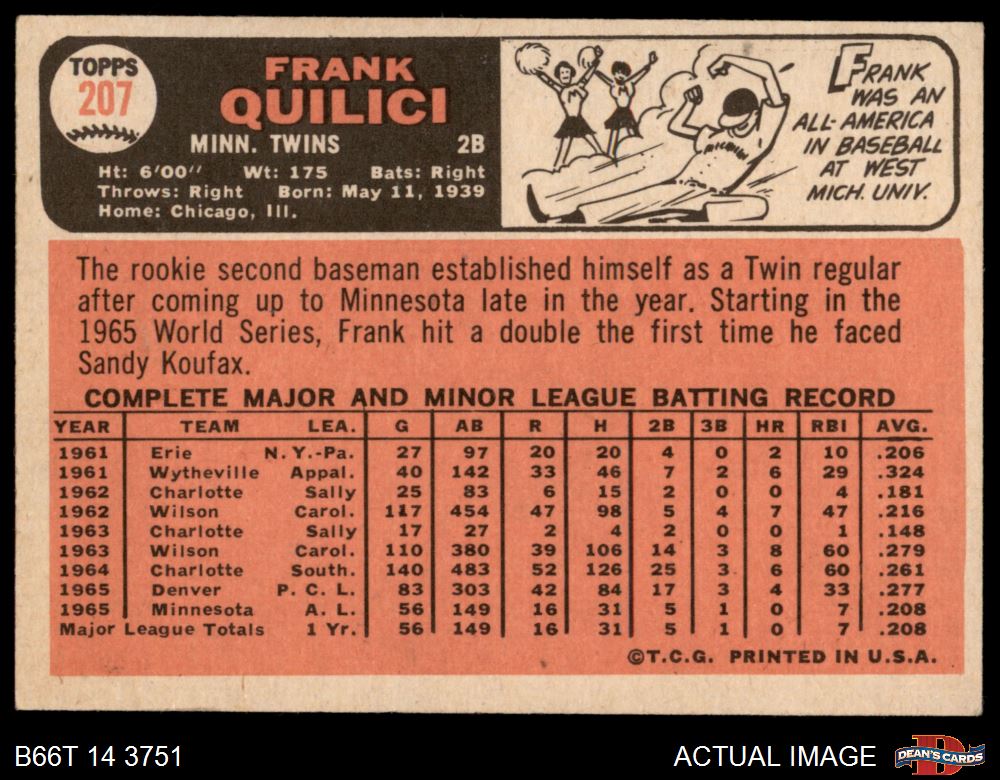 TOPPS
207
FRANK
QUILICI
MINN. TWINS 2B
Ht: 6'00" Wt: 175 Bats: Right
Throws: Right Born: May 11, 1939
Home: Chicago, Ill.
FRANK
WAS AN
ALL-AMERICA
IN BASEBALL
AT WEST
MICH. UNIV.
M
M
The rookie second baseman established himself as a Twin regular
after coming up to Minnesota late in the year. Starting in the
1965 World Series, Frank hit a double the first time he faced
Sandy Koufax.
COMPLETE MAJOR AND MINOR LEAGUE BATTING RECORD
YEAR TEAM LEA. G AB R H 2B 3B HR RBI AVG.
1961 Erie N.Y.-Pa. 27 97 20 20 4 0 2 10 .206
1961 Wytheville Appal. 40 142 33 46 7 2 6 29 .324
1962 Charlotte Sally 25 83 6 15 2 0 0 4 .181
1962 Wilson Carol. 117 454 47 98 5 4 7 47 .216
1963 Charlotte Sally 17 27 2 4 2 0 0 1 .148
1963 Wilson Carol. 110 380 39 106 14 3 8 60 .279
1964 Charlotte South. 140 483 52 126 25 3 6 60 .261
1965 Denver P.C.L. 83 303 42 84 17 3 4 33 .277
1965 Minnesota A.L. 56 149 16 31 5 1 0 7 .208
Major League Totals 1 Yr. 56 149 16 31 5 1 0 7 .208
©T.C.G. PRINTED IN U.S.A.
B66T 14 3751 ACTUAL IMAGE DEAN'S CARDS